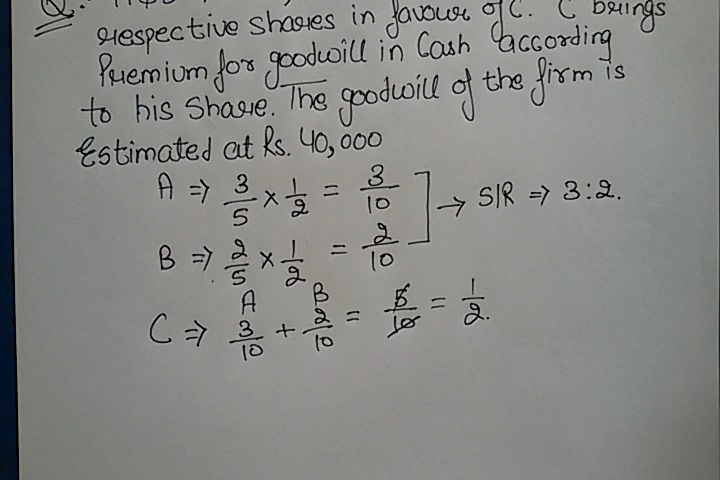 Q.
respective shares in favour of C. C brings
Premium for goodwill in Cash according
to his Share. The goodwill of the firm is
Estimated at Rs. 40,000
A => 3/5 × 1/2 = 3/10
→ S/R => 3:2.
B => 2/5 × 1/2 = 2/10
A B
C => 3/10 + 2/10 = 5/10 = 1/2.